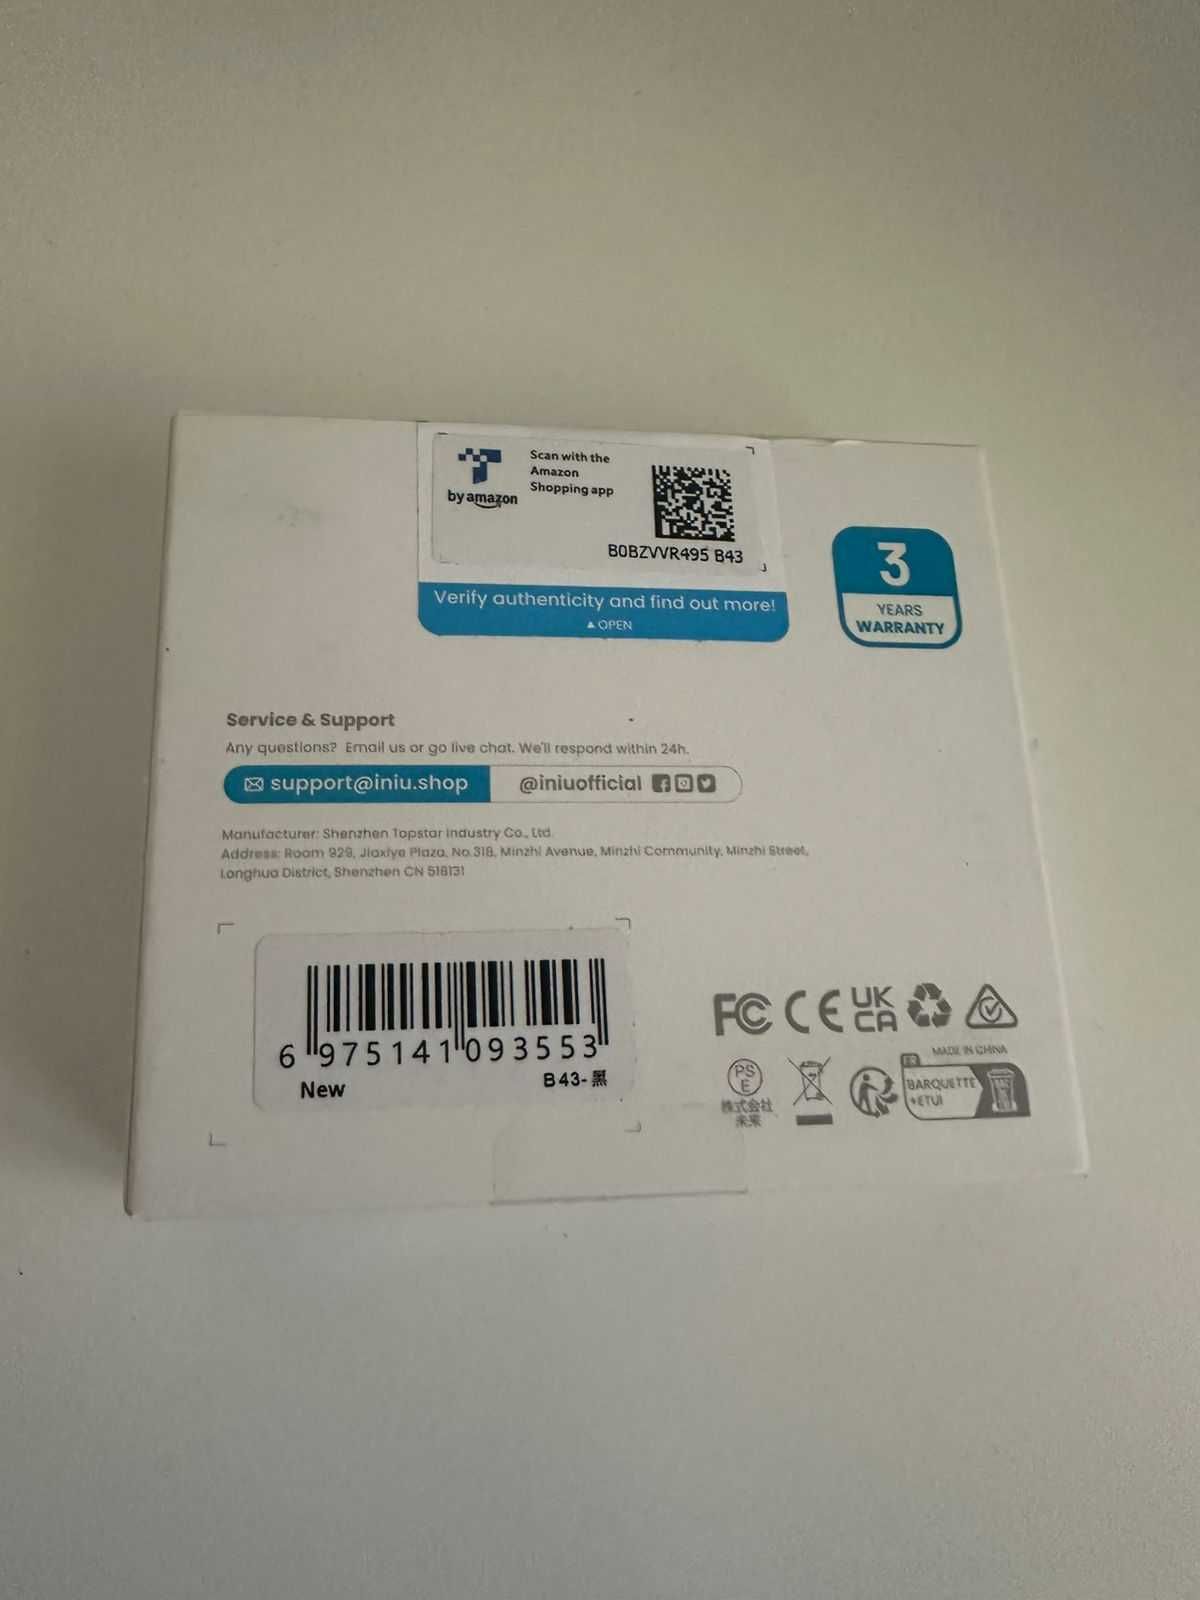 Scan with the
Amazon
Shopping app
by amazon
B0BZVVR495 B43
Verify authenticity and find out more!
▲ OPEN
3
YEARS
WARRANTY
Service & Support
Any questions? Email us or go live chat. We'll respond within 24h.
support@iniu.shop
@iniuofficial
Manufacturer: Shenzhen Topstar Industry Co., Ltd.
Address: Room 929, Jiaxiye Plaza, No.318, Minzhi Avenue, Minzhi Community, Minzhi Street,
Longhua District, Shenzhen CN 518131
6 975141 093553
New
B43-黑
FC CE UK
CA
MADE IN CHINA
PS
E
株式会社
未来
FR
BARQUETTE
+ETUI